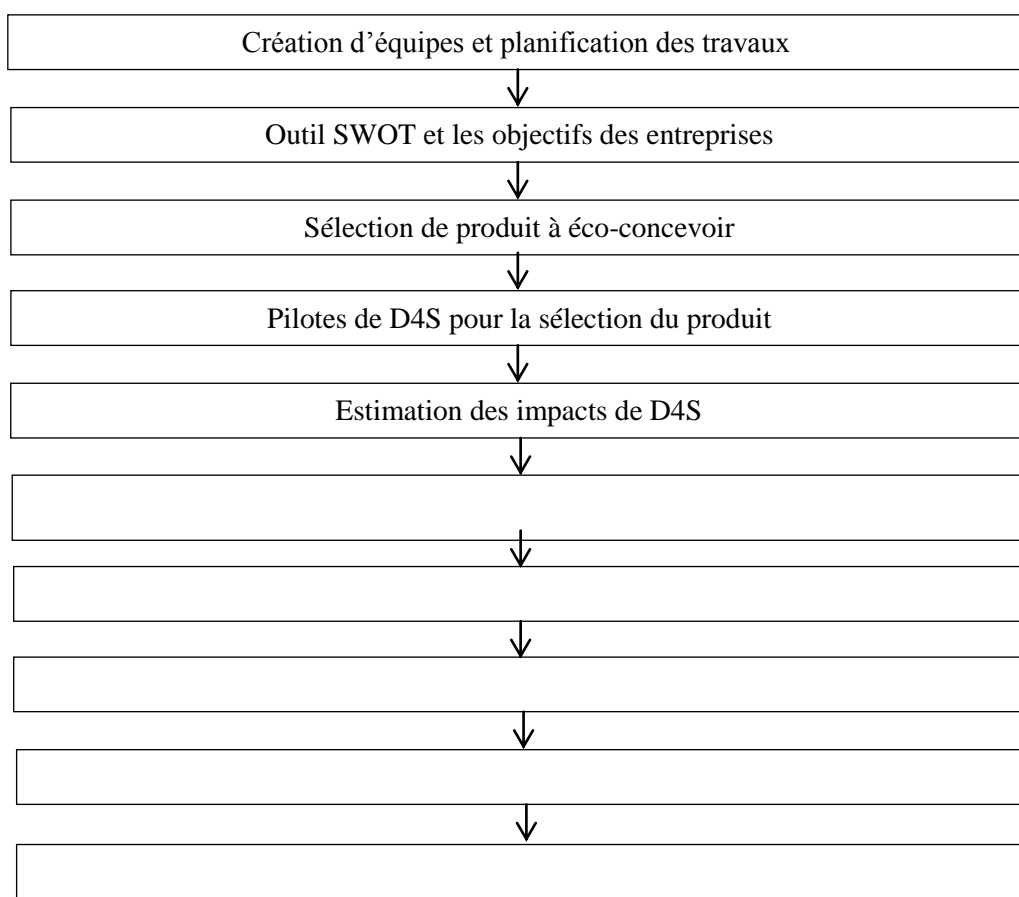 Création d’équipes et planification des travaux
Outil SWOT et les objectifs des entreprises
Sélection de produit à éco-concevoir
Pilotes de D4S pour la sélection du produit
Estimation des impacts de D4S